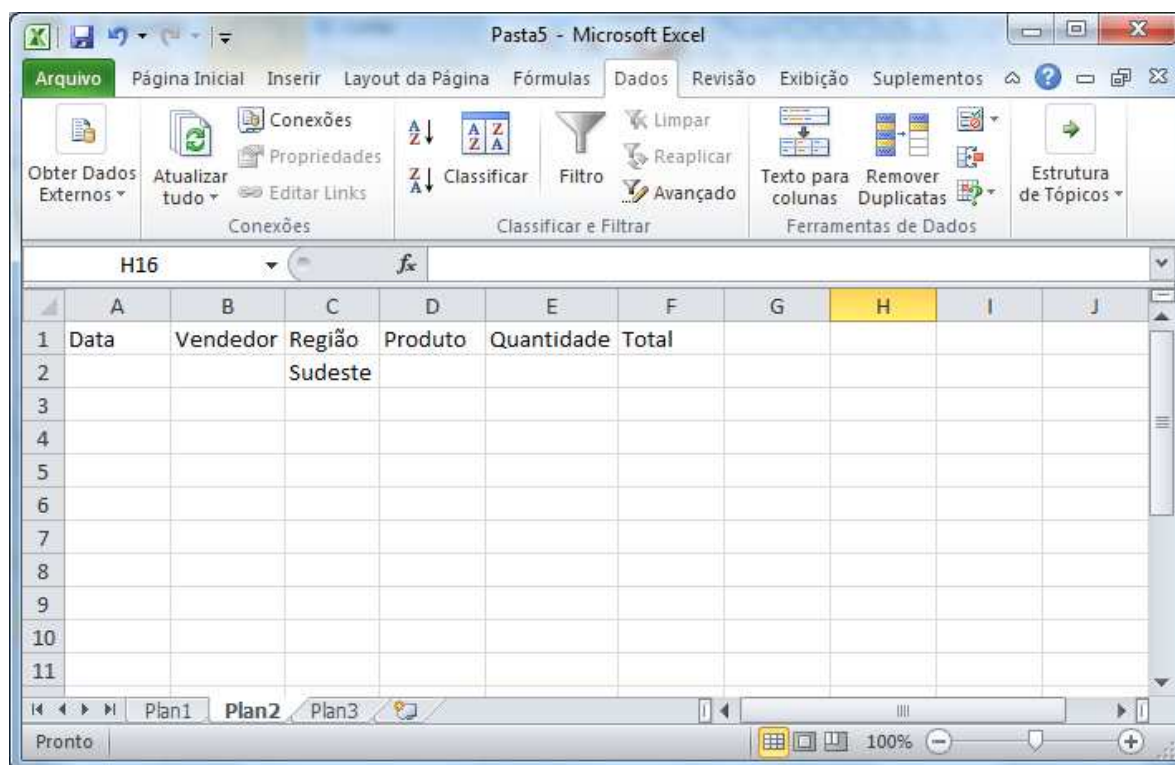 Pasta5 - Microsoft Excel
Arquivo Página Inicial Inserir Layout da Página Fórmulas Dados Revisão Exibição Suplementos
Obter Dados Externos
Atualizar tudo
Conexões
Propriedades
Editar Links
Conexões
Classificar
Filtro
Limpar
Reaplicar
Avançado
Classificar e Filtrar
Texto para colunas
Remover Duplicatas
Ferramentas de Dados
Estrutura de Tópicos
H16 fx
A B C D E F G H I J
1 Data Vendedor Região Produto Quantidade Total
2 Sudeste
3
4
5
6
7
8
9
10
11
Plan1 Plan2 Plan3
Pronto 100%